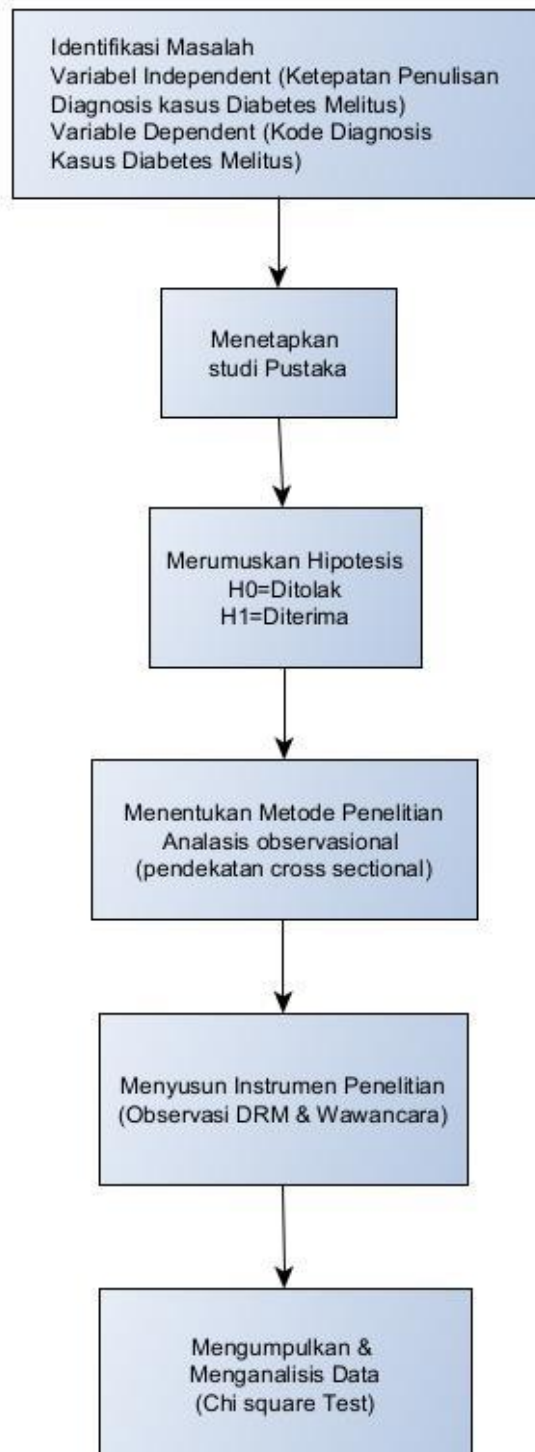 Identifikasi Masalah
Variabel Independent (Ketepatan Penulisan
Diagnosis kasus Diabetes Melitus)
Variable Dependent (Kode Diagnosis
Kasus Diabetes Melitus)
Menetapkan
studi Pustaka
Merumuskan Hipotesis
H0=Ditolak
H1=Diterima
Menentukan Metode Penelitian
Analasis observasional
(pendekatan cross sectional)
Menyusun Instrumen Penelitian
(Observasi DRM & Wawancara)
Mengumpulkan &
Menganalisis Data
(Chi square Test)